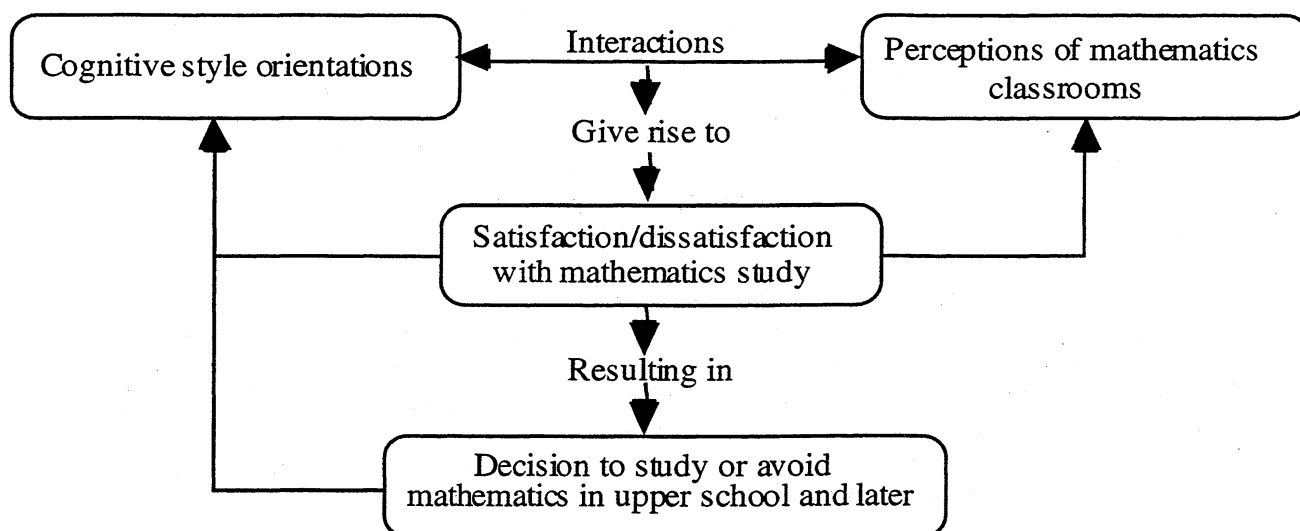 Interactions
Cognitive style orientations
Perceptions of mathematics
classrooms
Give rise to
Satisfaction/dissatisfaction
with mathematics study
Resulting in
Decision to study or avoid
mathematics in upper school and later